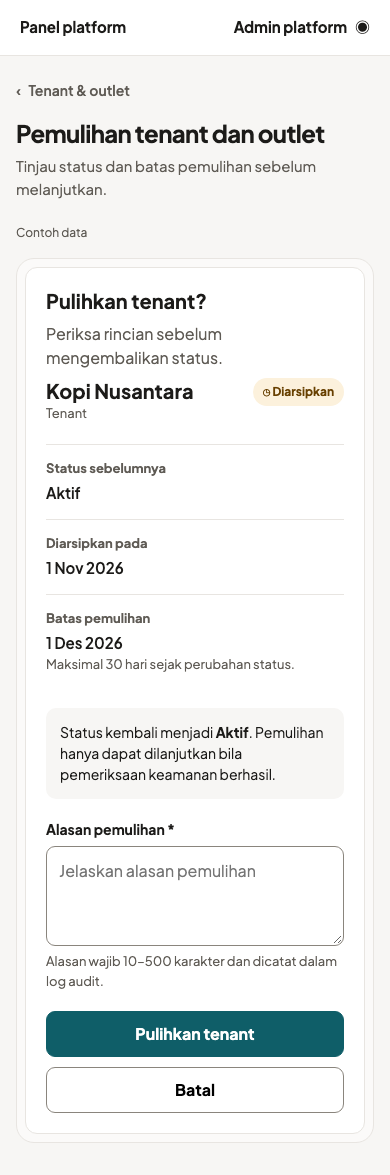 Panel platform
Admin platform
‹ Tenant & outlet
Pemulihan tenant dan outlet
Tinjau status dan batas pemulihan sebelum
melanjutkan.
Contoh data
Pulihkan tenant?
Periksa rincian sebelum
mengembalikan status.
Kopi Nusantara
Diarsipkan
Tenant
Status sebelumnya
Aktif
Diarsipkan pada
1 Nov 2026
Batas pemulihan
1 Des 2026
Maksimal 30 hari sejak perubahan status.
Status kembali menjadi Aktif. Pemulihan
hanya dapat dilanjutkan bila
pemeriksaan keamanan berhasil.
Alasan pemulihan *
Jelaskan alasan pemulihan
Alasan wajib 10–500 karakter dan dicatat dalam
log audit.
Pulihkan tenant
Batal